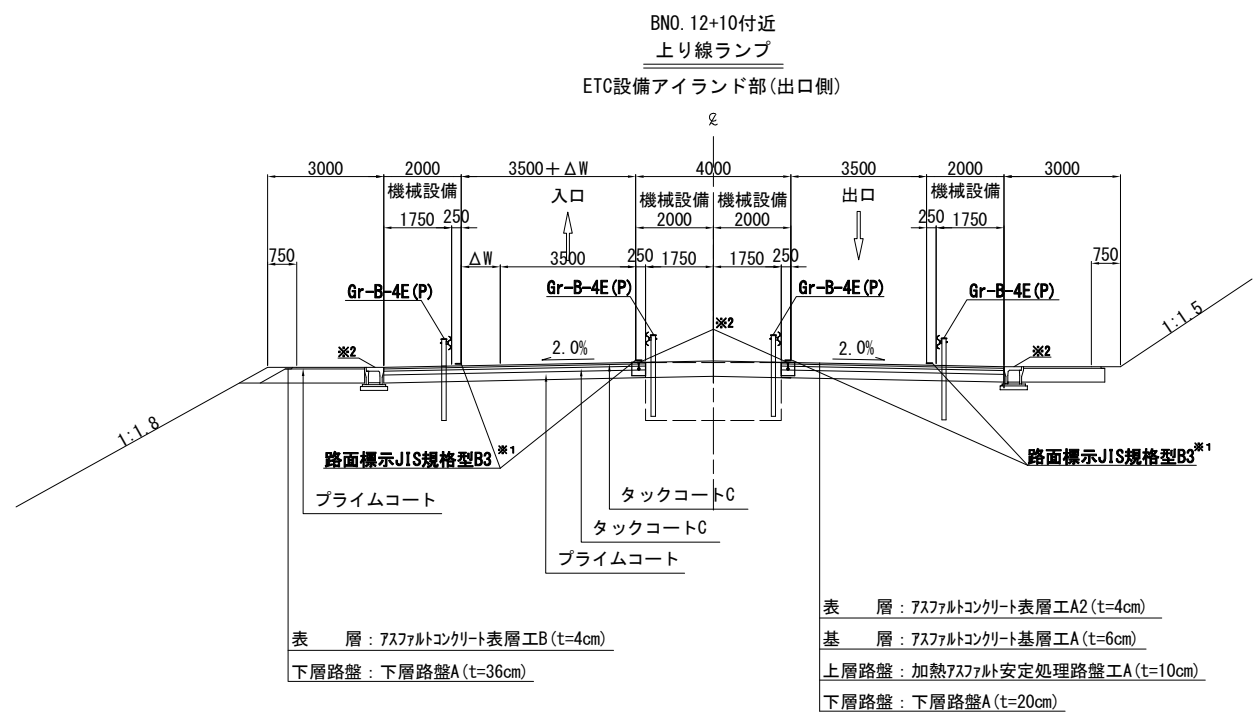 BNO. 12+10付近
上り線ランプ
ETC設備アイランド部(出口側)
℄
3000 2000 3500+ΔW 4000 3500 2000 3000
機械設備 入口 機械設備 機械設備 出口 機械設備
1750 250 2000 2000 250 1750
750 ΔW 3500 250 1750 1750 250 750
Gr-B-4E(P) Gr-B-4E(P) Gr-B-4E(P) Gr-B-4E(P)
※2 2.0% ※2 2.0% ※2
1:1.5
1:1.8
路面標示JIS規格型B3※1 路面標示JIS規格型B3※1
プライムコート タックコートC
タックコートC
プライムコート
表 層:アスファルトコンクリート表層工B(t=4cm)
下層路盤:下層路盤A(t=36cm)
表 層:アスファルトコンクリート表層工A2(t=4cm)
基 層:アスファルトコンクリート基層工A(t=6cm)
上層路盤:加熱アスファルト安定処理路盤工A(t=10cm)
下層路盤:下層路盤A(t=20cm)